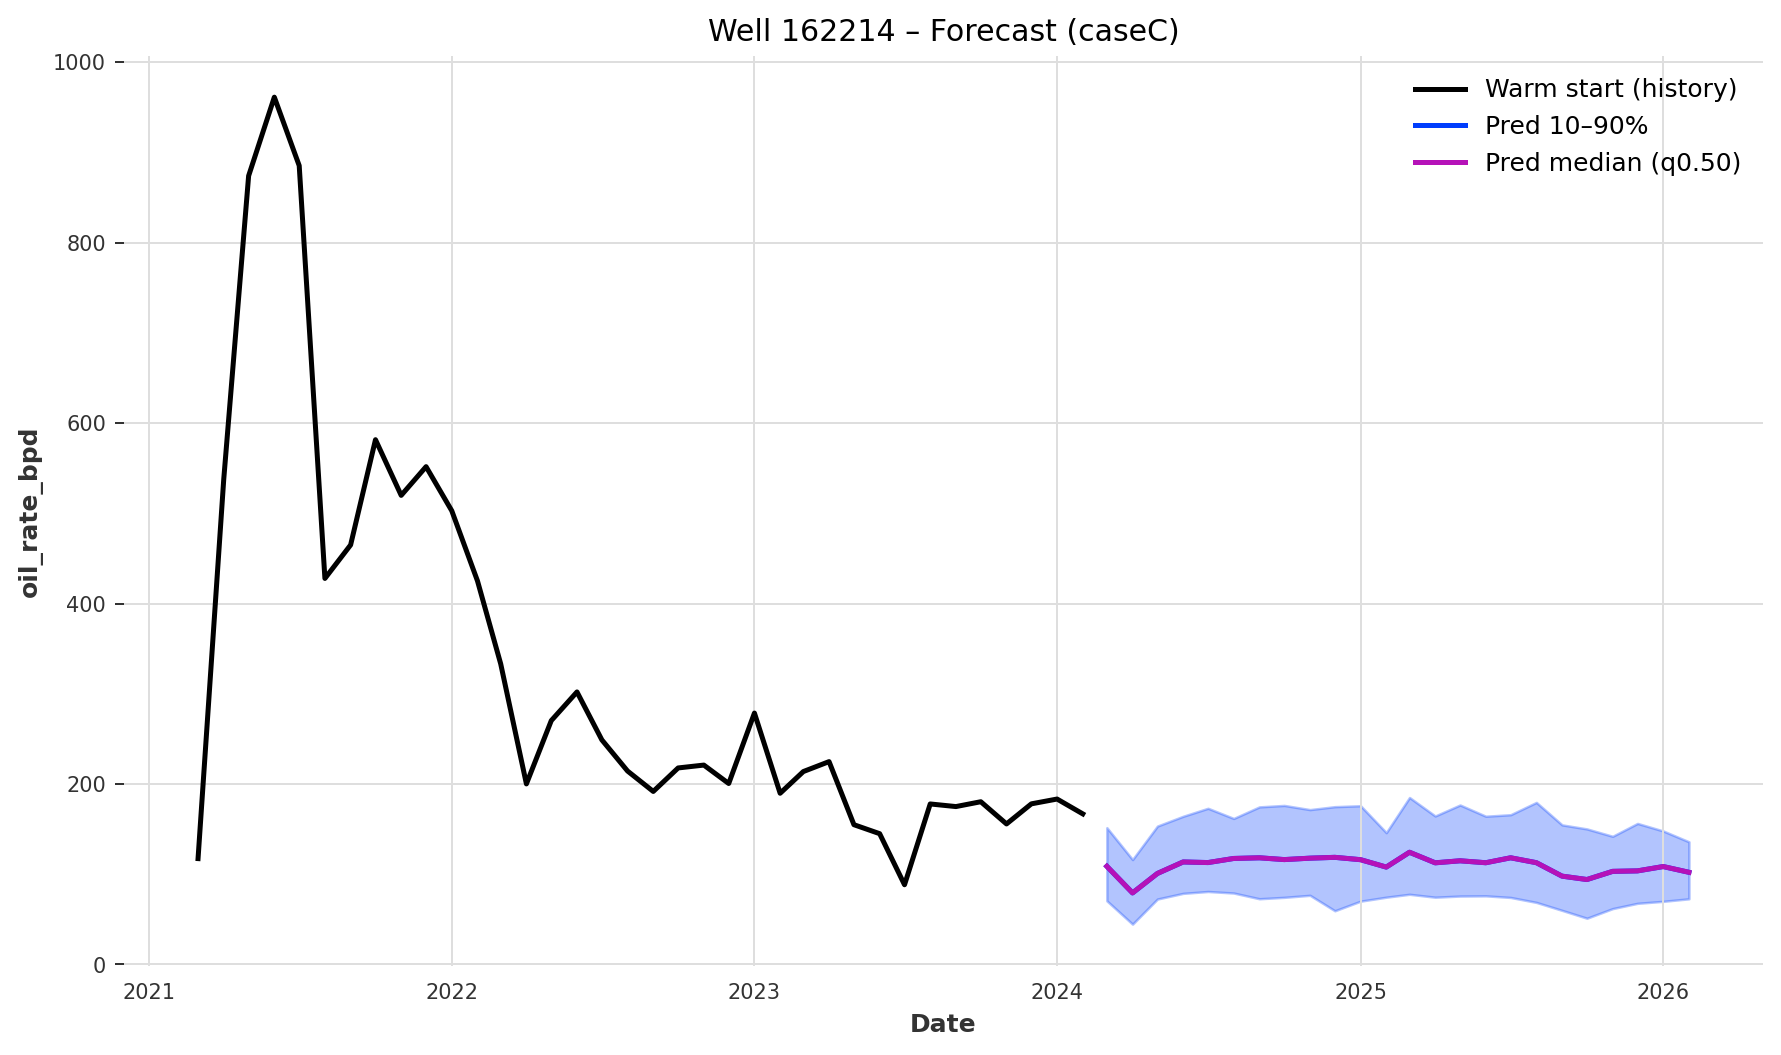 Well 162214 – Forecast (caseC)
Warm start (history)
Pred 10–90%
Pred median (q0.50)
oil_rate_bpd
1000
800
600
400
200
0
2021 2022 2023 2024 2025 2026
Date